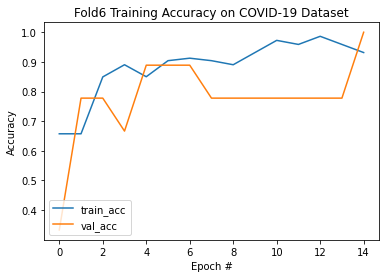 Fold6 Training Accuracy on COVID-19 Dataset
1.0
0.9
0.8
0.7
0.6
0.5
0.4
Accuracy
train_acc
val_acc
0 2 4 6 8 10 12 14
Epoch #